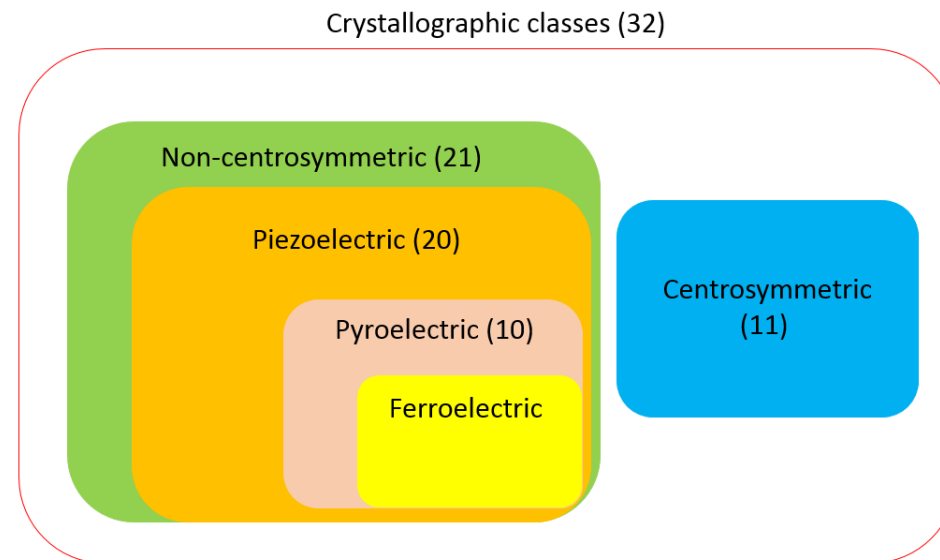 Crystallographic classes (32)
Non-centrosymmetric (21)
Piezoelectric (20)
Pyroelectric (10)
Ferroelectric
Centrosymmetric
(11)